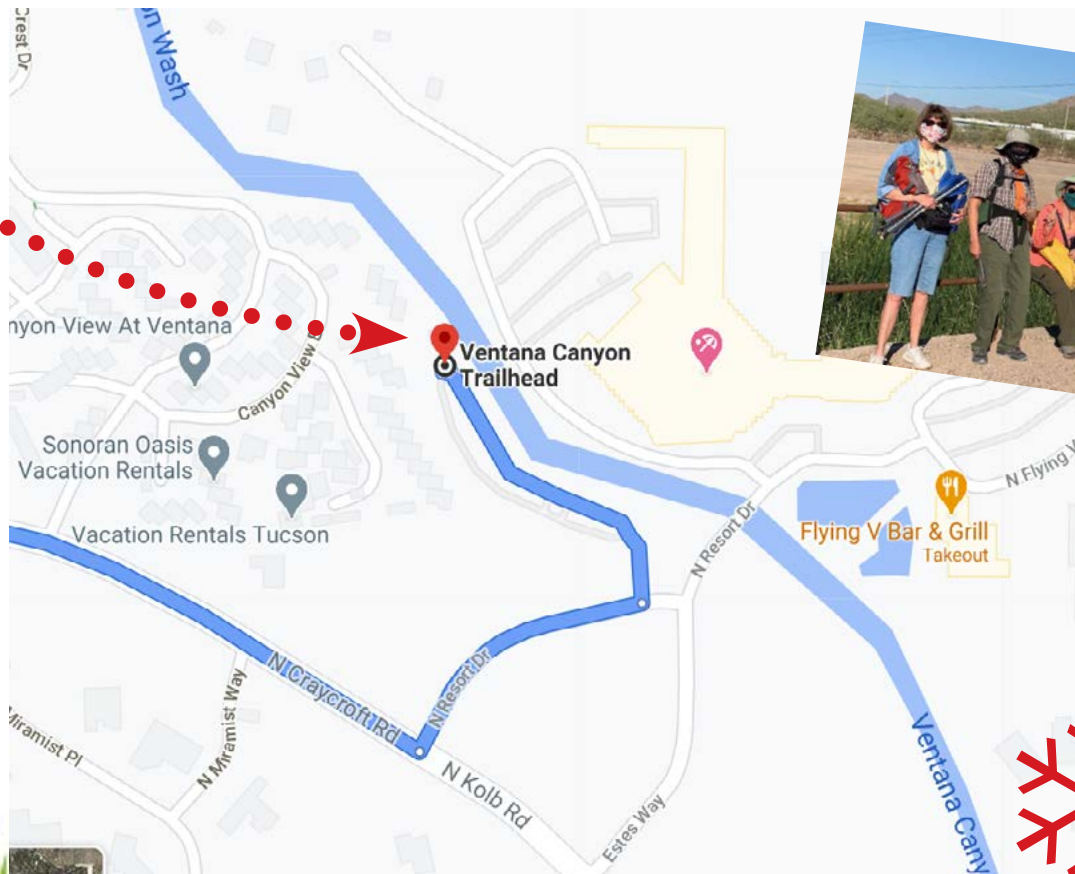 Crest Dr
on Wash
nyon View At Ventana
Canyon View D
Ventana Canyon
Trailhead
Sonoran Oasis
Vacation Rentals
Vacation Rentals Tucson
N Resort Dr
Flying V Bar & Grill
Takeout
N Flying V
N Resort Dr
N Craycroft Rd
N Miramist Way
Miramist Pl
N Kolb Rd
Estes Way
Ventana Cany